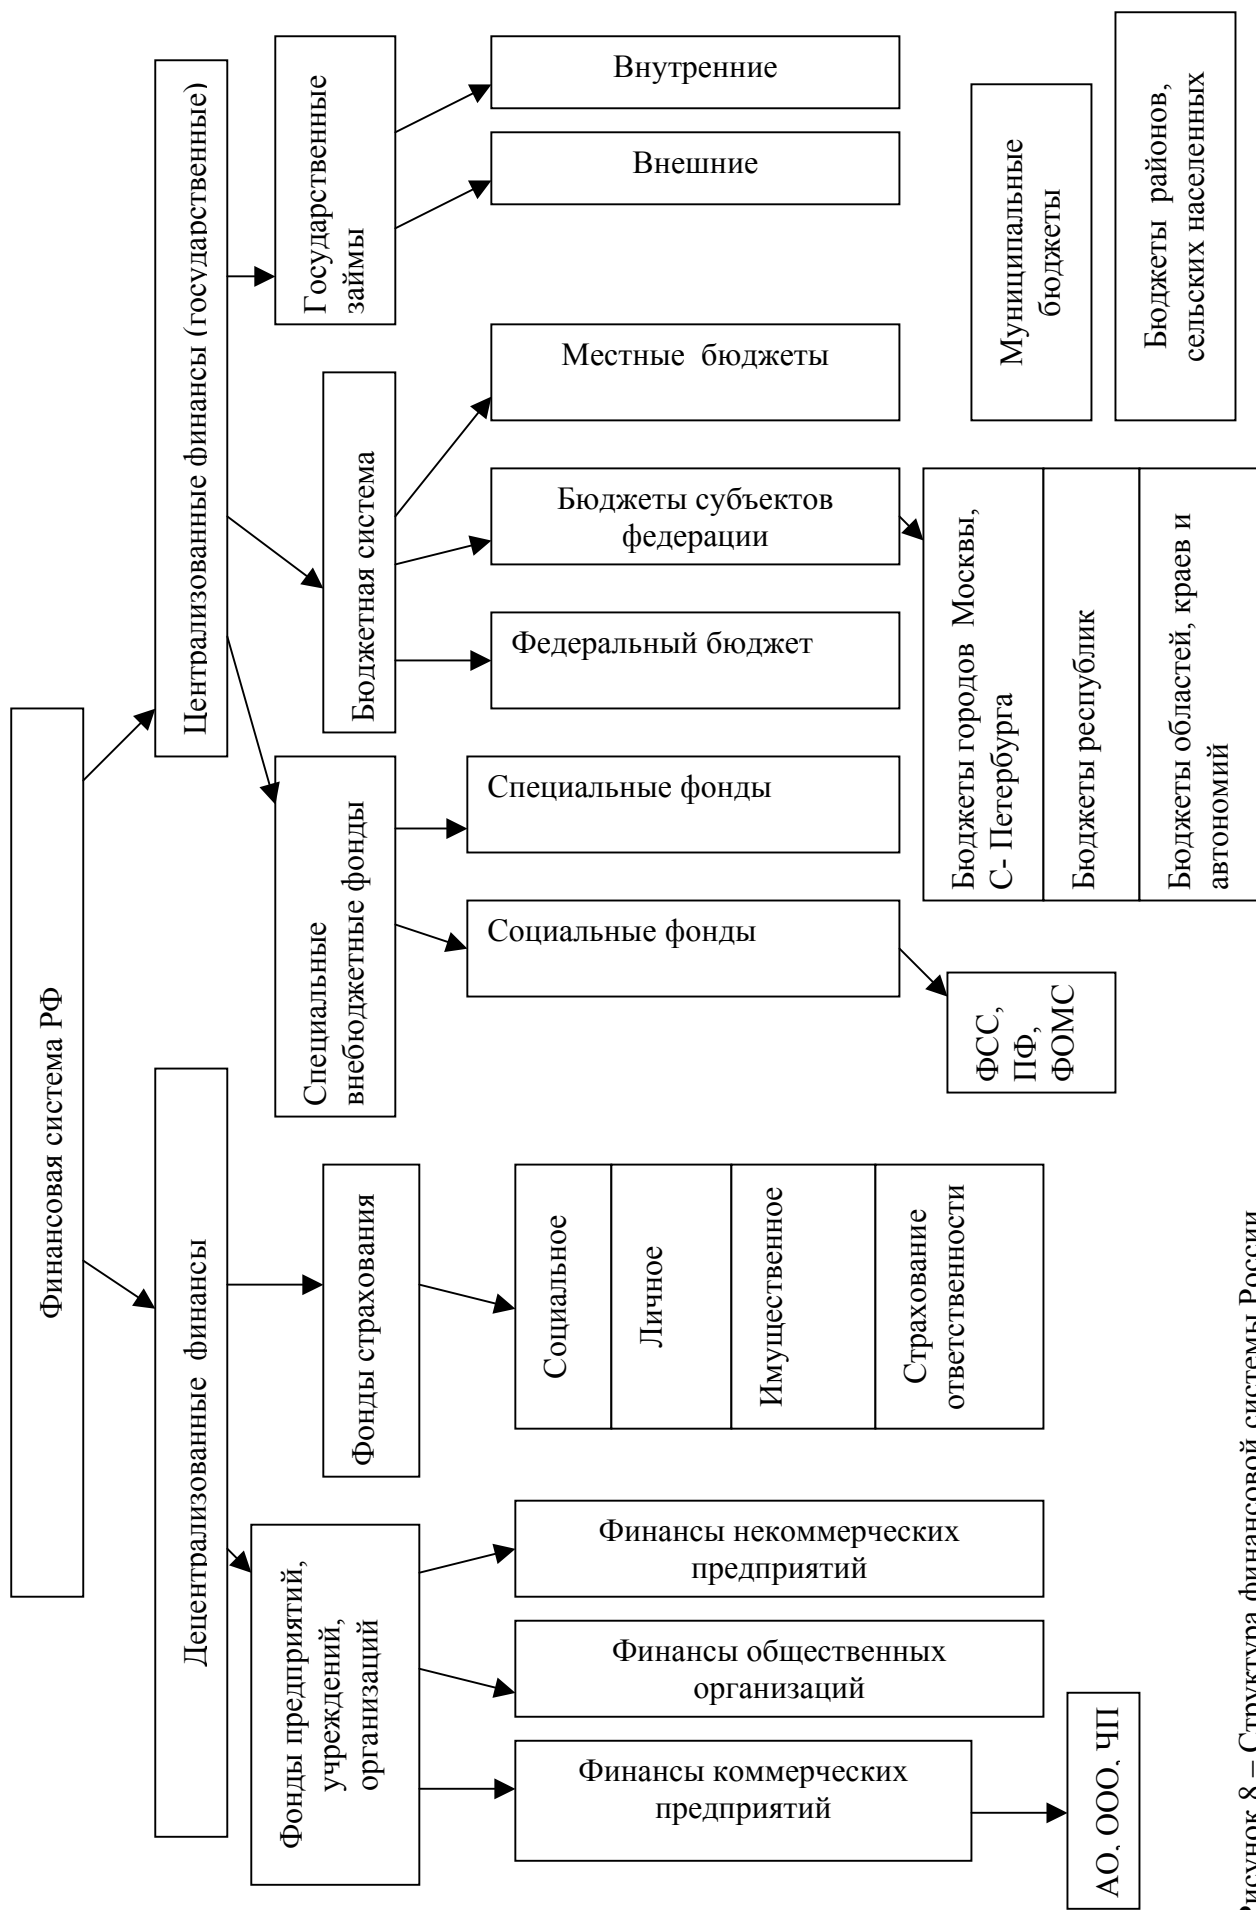 Финансовая система РФ
Децентрализованные финансы
Централизованные финансы (государственные)
Фонды предприятий,
учреждений,
организаций
Фонды страхования
Специальные
внебюджетные фонды
Бюджетная система
Государственные
займы
Финансы коммерческих
предприятий
Финансы общественных
организаций
Финансы некоммерческих
предприятий
Социальное
Личное
Имущественное
Страхование
ответственности
Социальные фонды
Специальные фонды
Федеральный бюджет
Бюджеты субъектов
федерации
Местные бюджеты
Внешние
Внутренние
АО, ООО, ЧП
ФСС,
ПФ,
ФОМС
Бюджеты городов Москвы,
С- Петербурга
Бюджеты республик
Бюджеты областей, краев и
автономий
Муниципальные
бюджеты
Бюджеты районов,
сельских населенных
Рисунок 8 – Структура финансовой системы России